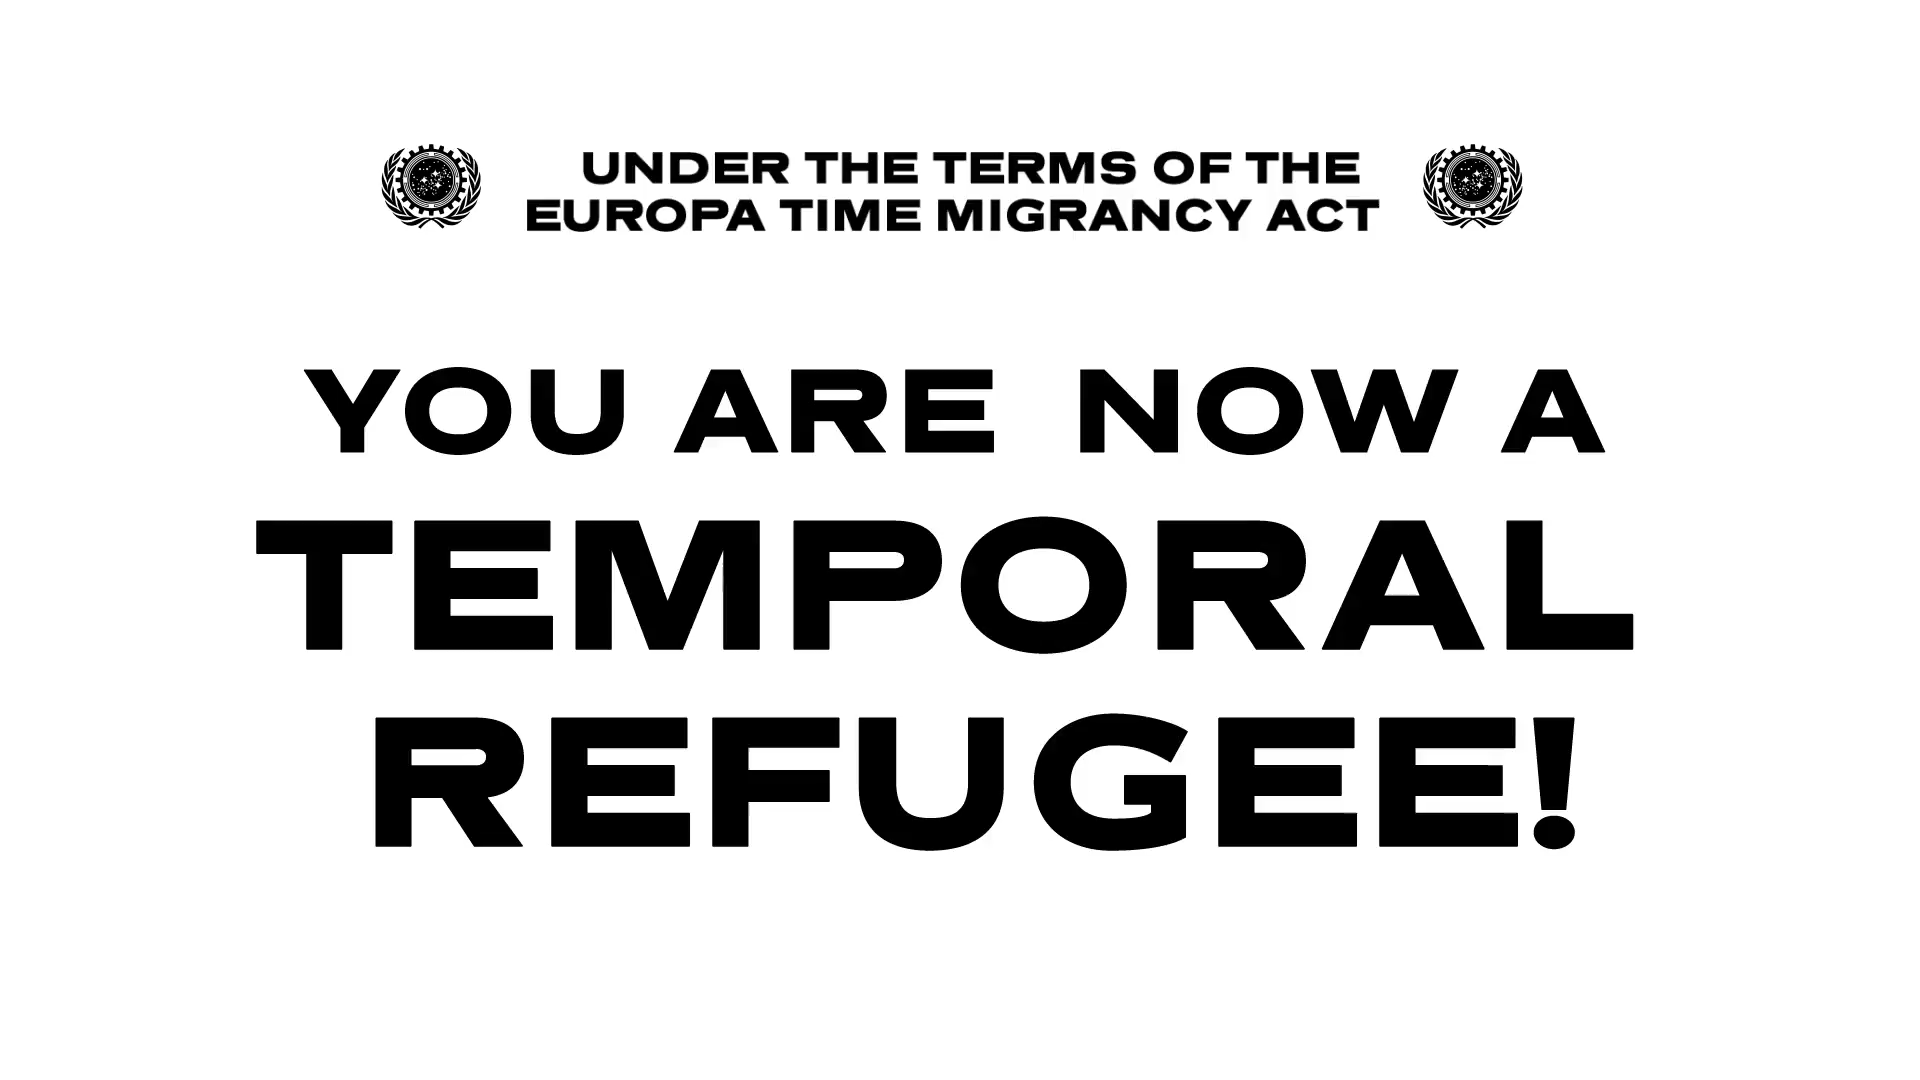 UNDER THE TERMS OF THE
EUROPA TIME MIGRANCY ACT
YOU ARE NOW A
TEMPORAL
REFUGEE!